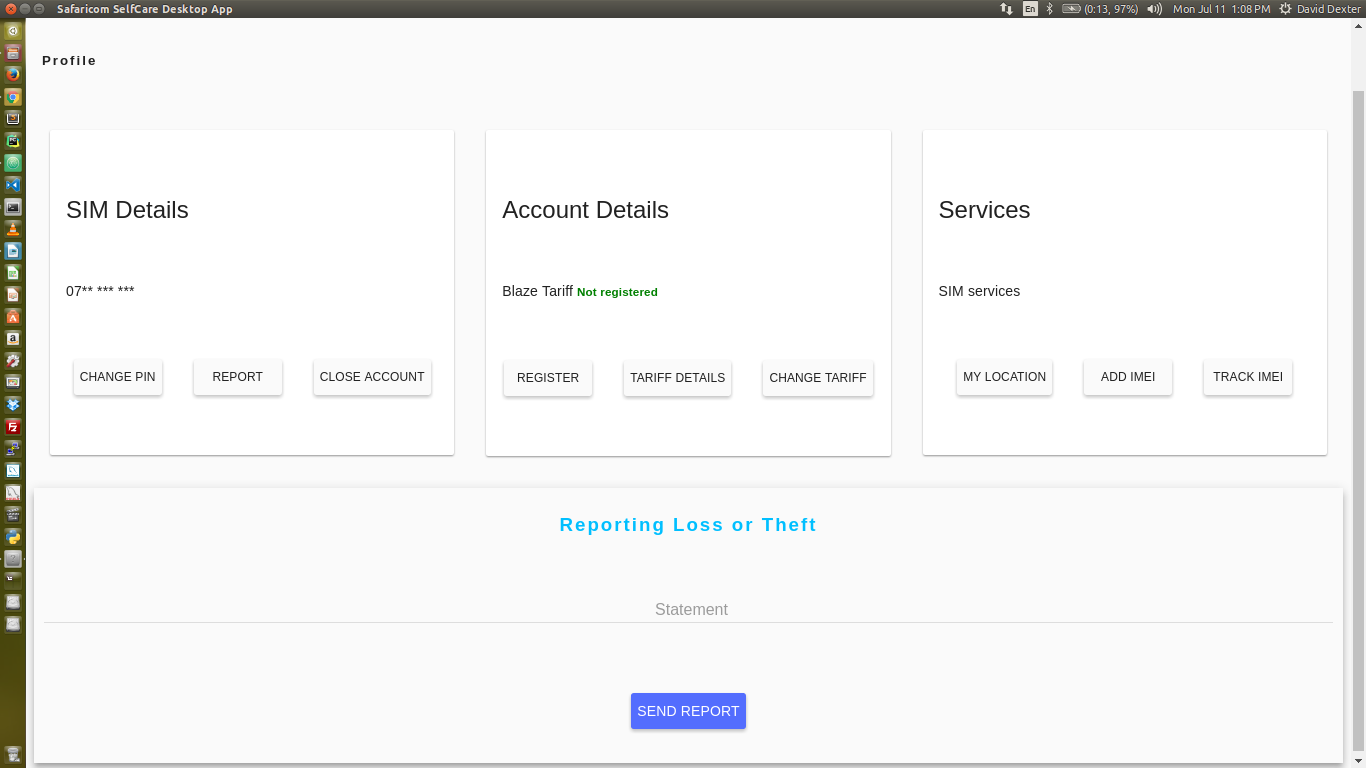 Safaricom SelfCare Desktop App
En
(0:13, 97%)
Mon Jul 11 1:08 PM
David Dexter
Profile
SIM Details
07** *** ***
CHANGE PIN
REPORT
CLOSE ACCOUNT
Account Details
Blaze Tariff Not registered
REGISTER
TARIFF DETAILS
CHANGE TARIFF
Services
SIM services
MY LOCATION
ADD IMEI
TRACK IMEI
Reporting Loss or Theft
Statement
SEND REPORT